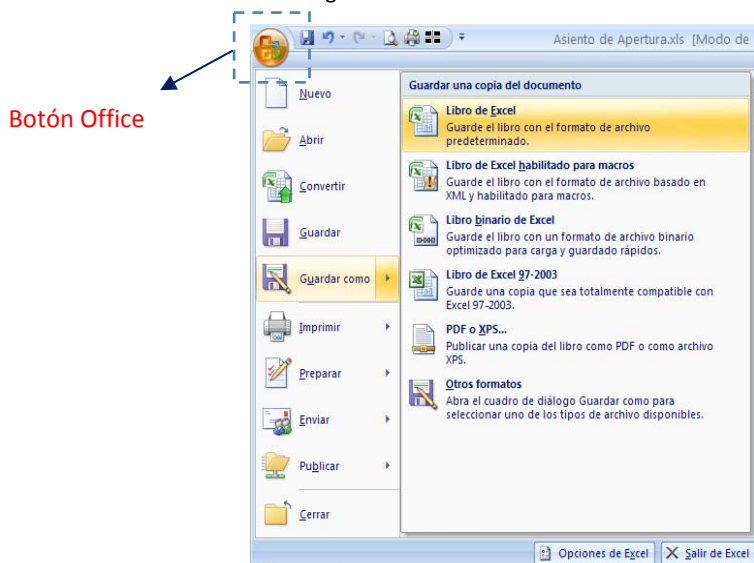 Asiento de Apertura.xls [Modo de
Botón Office
Nuevo
Abrir
Convertir
Guardar
Guardar como
Imprimir
Preparar
Enviar
Publicar
Cerrar
Guardar una copia del documento
Libro de Excel
Guarde el libro con el formato de archivo
predeterminado.
Libro de Excel habilitado para macros
Guarde el libro con el formato de archivo basado en
XML y habilitado para macros.
Libro binario de Excel
Guarde el libro con un formato de archivo binario
optimizado para carga y guardado rápidos.
Libro de Excel 97-2003
Guarde una copia que sea totalmente compatible con
Excel 97-2003.
PDF o XPS...
Publicar una copia del libro como PDF o como archivo
XPS.
Otros formatos
Abra el cuadro de diálogo Guardar como para
seleccionar uno de los tipos de archivo disponibles.
Opciones de Excel
Salir de Excel